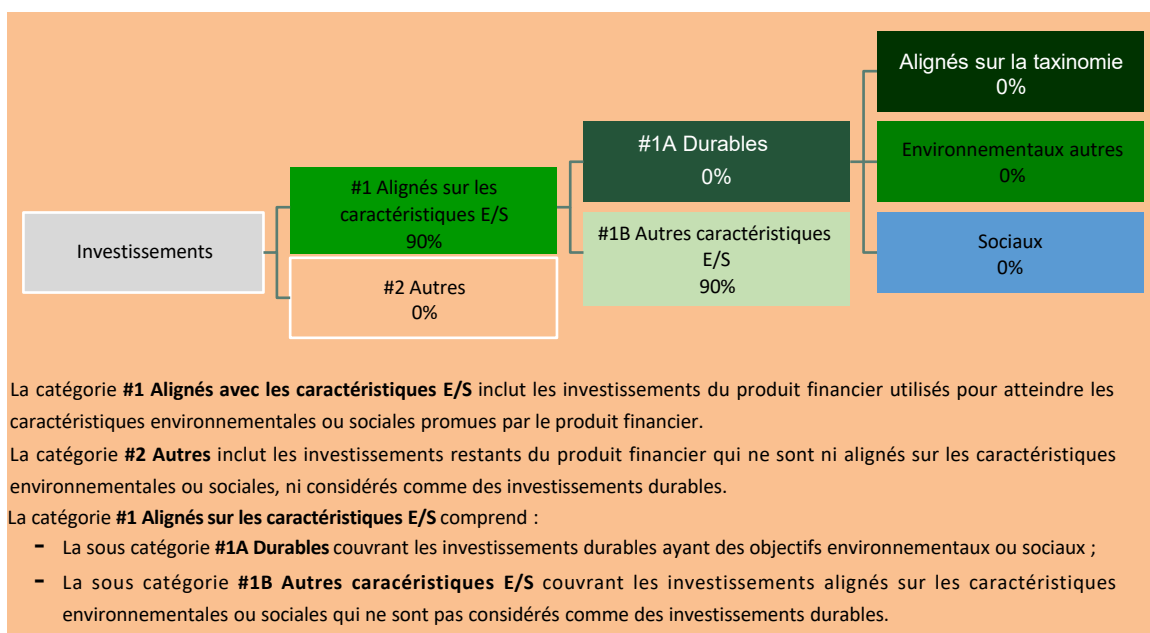 Alignés sur la taxinomie
0%
#1A Durables
0%
Environnementaux autres
0%
#1 Alignés sur les
caractéristiques E/S
90%
Investissements
#1B Autres caractéristiques
E/S
90%
Sociaux
0%
#2 Autres
0%
La catégorie #1 Alignés avec les caractéristiques E/S inclut les investissements du produit financier utilisés pour atteindre les
caractéristiques environnementales ou sociales promues par le produit financier.
La catégorie #2 Autres inclut les investissements restants du produit financier qui ne sont ni alignés sur les caractéristiques
environnementales ou sociales, ni considérés comme des investissements durables.
La catégorie #1 Alignés sur les caractéristiques E/S comprend :
- La sous catégorie #1A Durables couvrant les investissements durables ayant des objectifs environnementaux ou sociaux ;
- La sous catégorie #1B Autres caracéristiques E/S couvrant les investissements alignés sur les caractéristiques
environnementales ou sociales qui ne sont pas considérés comme des investissements durables.